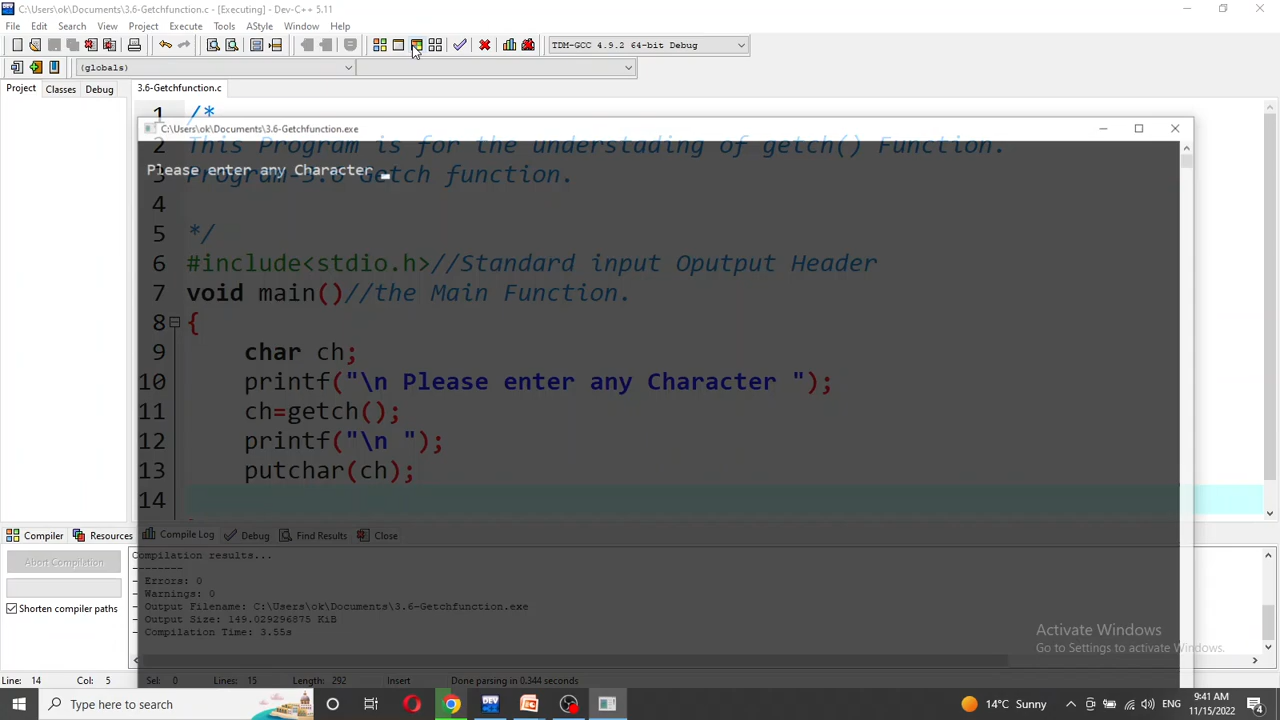 C:\Users\ok\Documents\3.6-Getchfunction.c - [Executing] - Dev-C++ 5.11
File Edit Search View Project Execute Tools AStyle Window Help
TDM-GCC 4.9.2 64-bit Debug
(globals)
Project Classes Debug 3.6-Getchfunction.c
1 /*
C:\Users\ok\Documents\3.6-Getchfunction.exe
2 This Program is for the understading of getch() Function.
Please enter any Character
3 Program-3.6 Getch function.
4
5 */
6 #include<stdio.h>//Standard input Oputput Header
7 void main()//the Main Function.
8 {
9 char ch;
10 printf("\n Please enter any Character ");
11 ch=getch();
12 printf("\n ");
13 putchar(ch);
14
Compiler Resources Compile Log Debug Find Results Close
Abort Compilation
Shorten compiler paths
Compilation results...
--------
- Errors: 0
- Warnings: 0
- Output Filename: C:\Users\ok\Documents\3.6-Getchfunction.exe
- Output Size: 149.029296875 KiB
- Compilation Time: 3.55s
Activate Windows
Go to Settings to activate Windows.
Line: 14 Col: 5 Sel: 0 Lines: 15 Length: 292 Insert Done parsing in 0.344 seconds
Type here to search
14°C Sunny
ENG
9:41 AM
11/15/2022
4